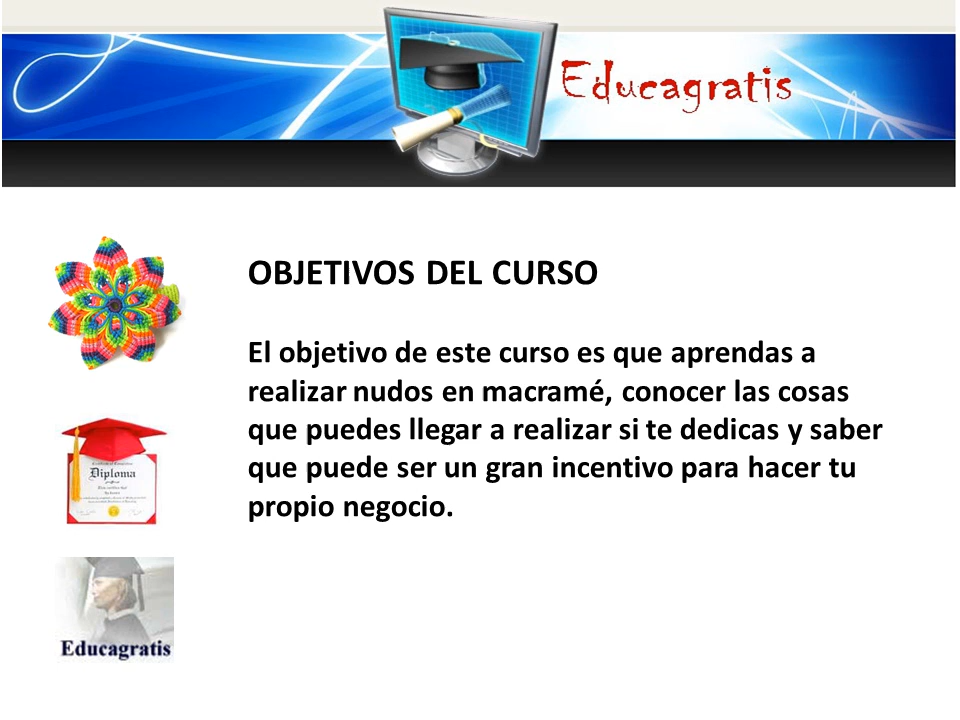 Educagratis
OBJETIVOS DEL CURSO
El objetivo de este curso es que aprendas a
realizar nudos en macramé, conocer las cosas
que puedes llegar a realizar si te dedicas y saber
que puede ser un gran incentivo para hacer tu
propio negocio.
Diploma
Educagratis